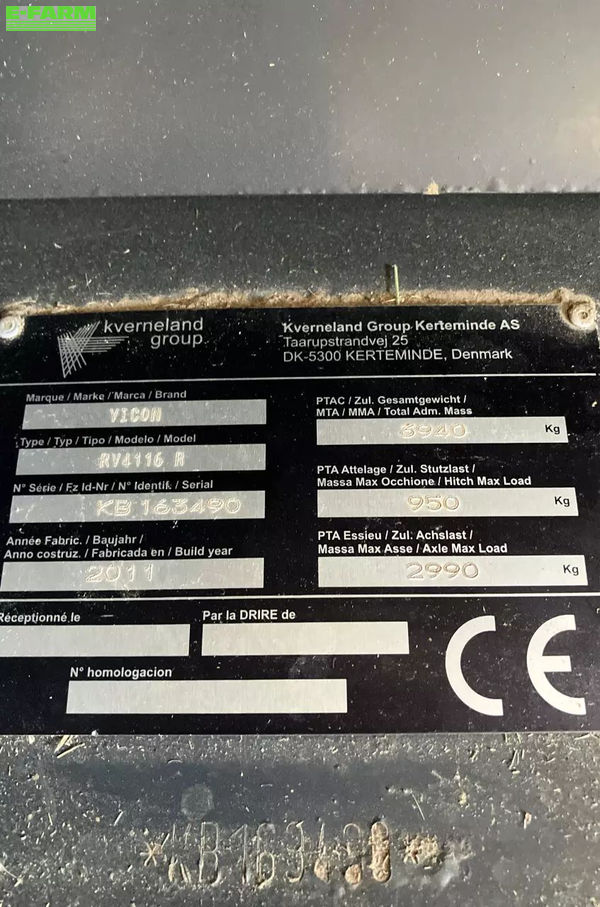 E-FARM
kverneland
group
Kverneland Group Kerteminde AS
Taarupstrandvej 25
DK-5300 KERTEMINDE, Denmark
Marque / Marke / Marca / Brand
VICON
Type / Typ / Tipo / Modelo / Model
RV4116 R
N° Série / Fz Id-Nr / N° Identif. / Serial
KB 163490
Année Fabric. / Baujahr /
Anno costruz. / Fabricada en / Build year
2011
PTAC / Zul. Gesamtgewicht /
MTA / MMA / Total Adm. Mass
3940 Kg
PTA Attelage / Zul. Stutzlast /
Massa Max Occhione / Hitch Max Load
950 Kg
PTA Essieu / Zul. Achslast /
Massa Max Asse / Axle Max Load
2990 Kg
Réceptionné le
Par la DRIRE de
N° homologacion
CE
*KB163490*